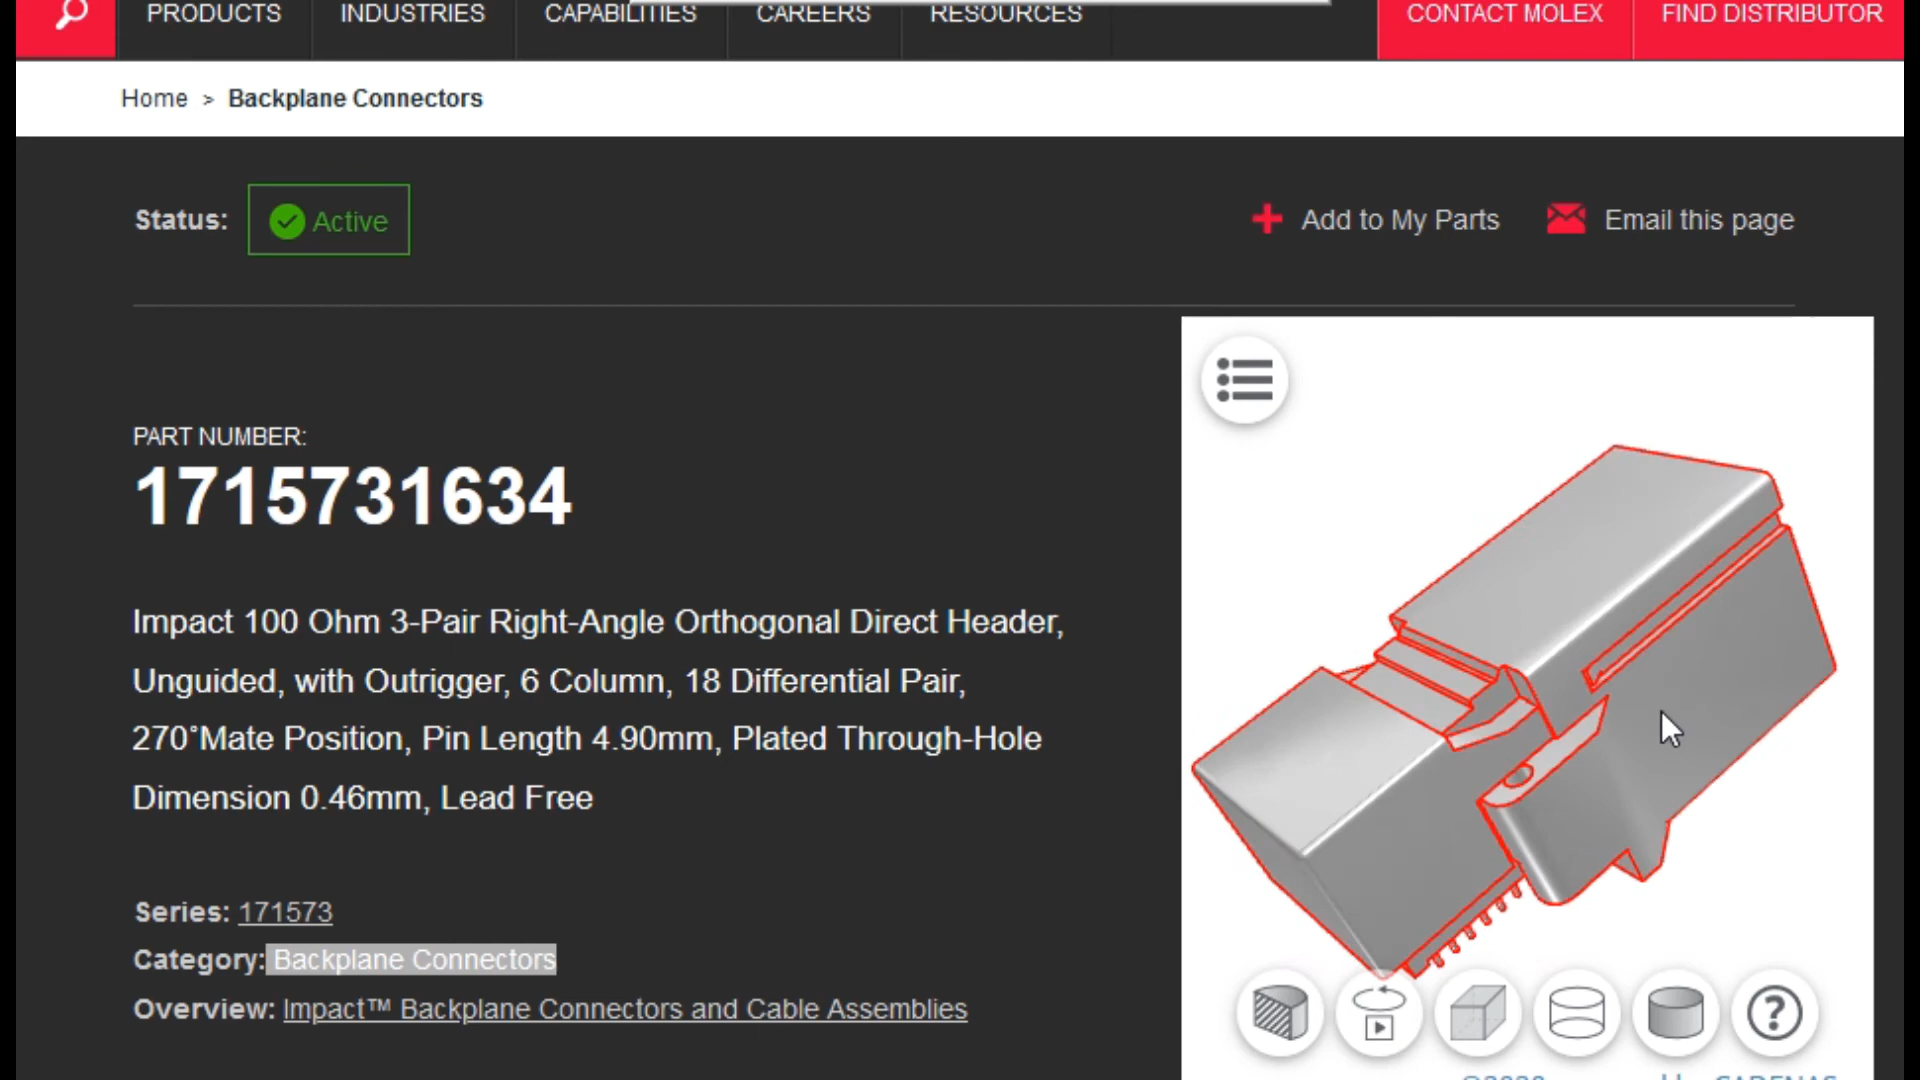 PRODUCTS INDUSTRIES CAPABILITIES CAREERS RESOURCES CONTACT MOLEX FIND DISTRIBUTOR
Home > Backplane Connectors
Status: Active
Add to My Parts Email this page
PART NUMBER:
1715731634
Impact 100 Ohm 3-Pair Right-Angle Orthogonal Direct Header,
Unguided, with Outrigger, 6 Column, 18 Differential Pair,
270°Mate Position, Pin Length 4.90mm, Plated Through-Hole
Dimension 0.46mm, Lead Free
Series: 171573
Category: Backplane Connectors
Overview: Impact™ Backplane Connectors and Cable Assemblies